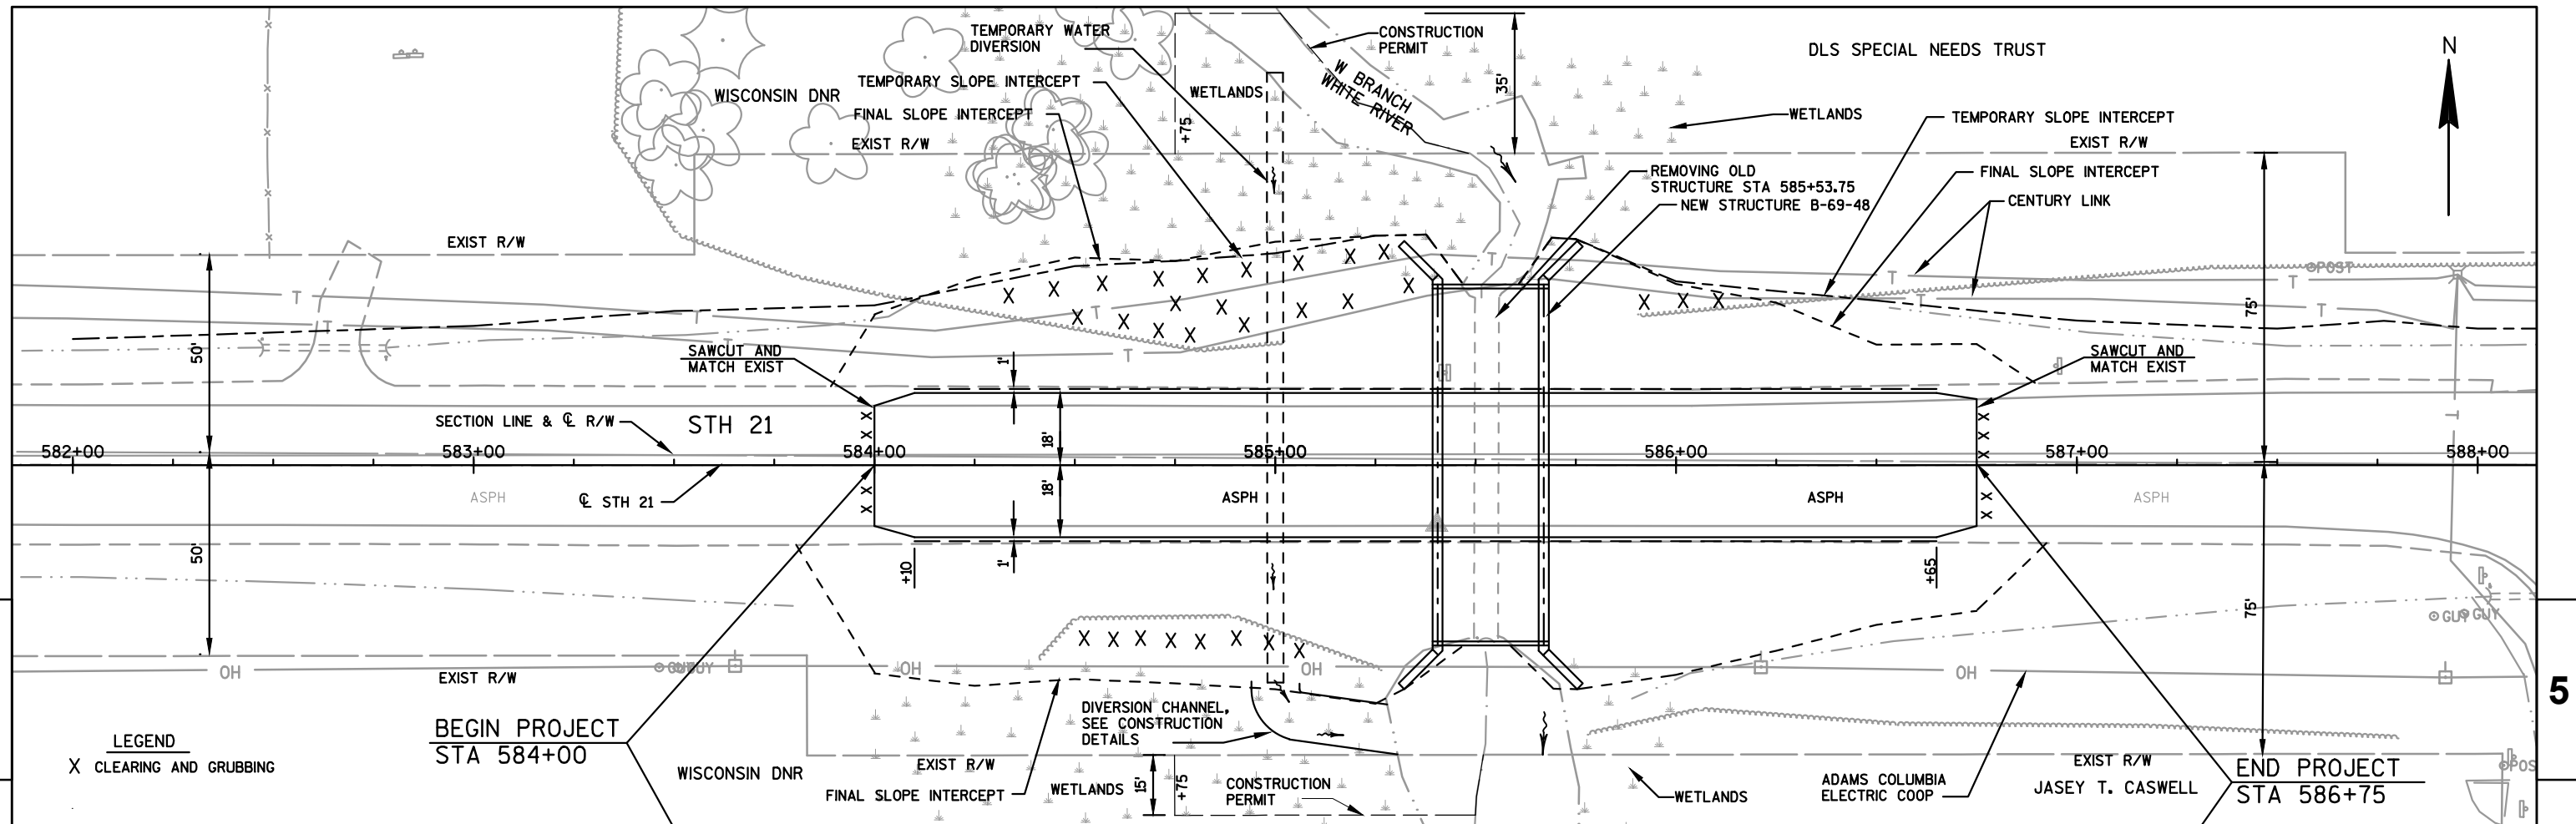 TEMPORARY WATER
DIVERSION
CONSTRUCTION
PERMIT
DLS SPECIAL NEEDS TRUST
N
TEMPORARY SLOPE INTERCEPT
WISCONSIN DNR
WETLANDS
W BRANCH
WHITE RIVER
35'
WETLANDS
TEMPORARY SLOPE INTERCEPT
FINAL SLOPE INTERCEPT
+75
EXIST R/W
EXIST R/W
REMOVING OLD
STRUCTURE STA 585+53.75
NEW STRUCTURE B-69-48
FINAL SLOPE INTERCEPT
CENTURY LINK
EXIST R/W
POST
T
T
T
T
T
T
T
T
T
T
T
T
75'
50'
SAWCUT AND
MATCH EXIST
1'
SAWCUT AND
MATCH EXIST
SECTION LINE & ℄ R/W
STH 21
18'
582+00
583+00
584+00
585+00
586+00
587+00
588+00
ASPH
℄ STH 21
18'
ASPH
ASPH
ASPH
50'
+10
1'
+65
75'
GUY
GUY
OH
GUY
OH
OH
OH
EXIST R/W
5
DIVERSION CHANNEL,
SEE CONSTRUCTION
DETAILS
BEGIN PROJECT
STA 584+00
LEGEND
X CLEARING AND GRUBBING
WISCONSIN DNR
EXIST R/W
FINAL SLOPE INTERCEPT
WETLANDS
15'
+75
CONSTRUCTION
PERMIT
WETLANDS
ADAMS COLUMBIA
ELECTRIC COOP
EXIST R/W
JASEY T. CASWELL
END PROJECT
STA 586+75